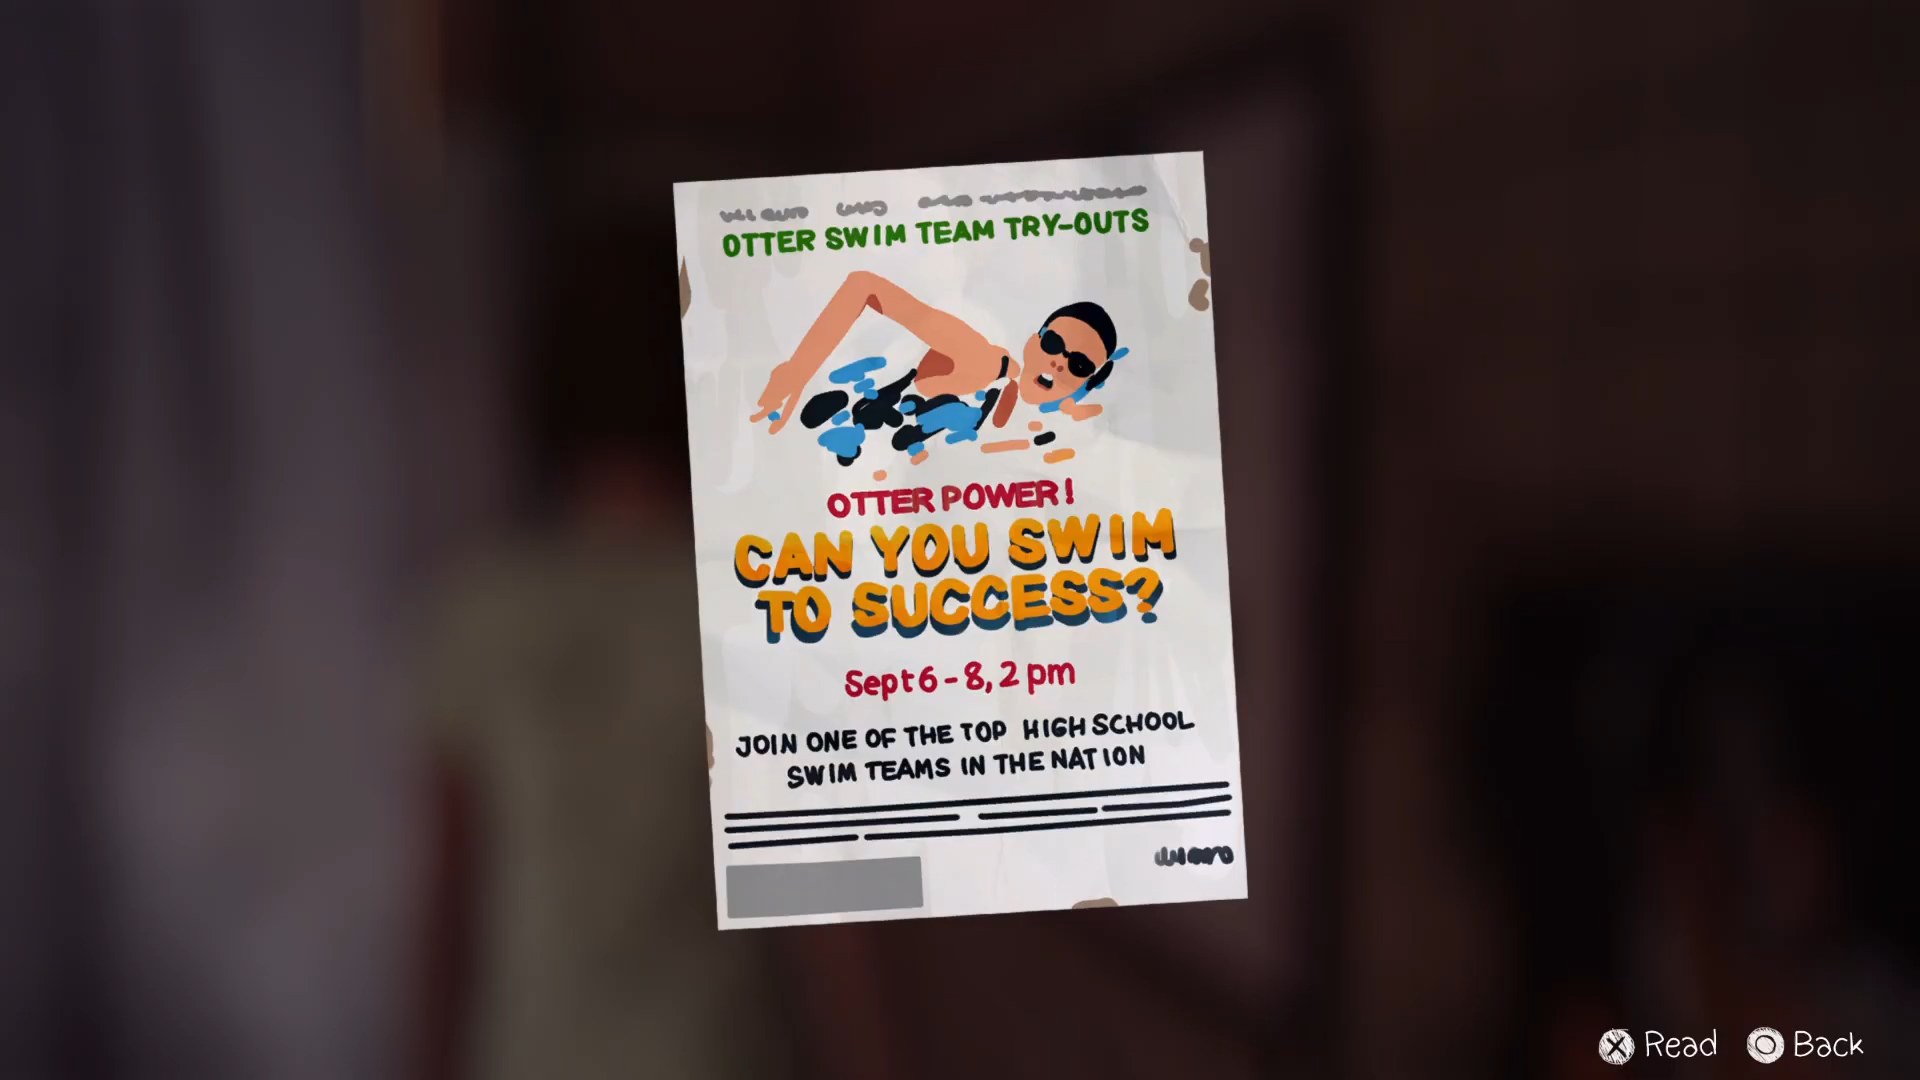 OTTER SWIM TEAM TRY-OUTS
OTTER POWER!
CAN YOU SWIM
TO SUCCESS?
Sept 6-8, 2 pm
JOIN ONE OF THE TOP HIGH SCHOOL
SWIM TEAMS IN THE NATION
Read
Back